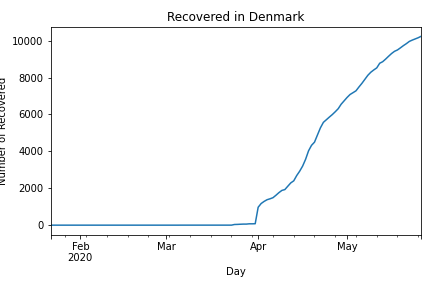 Recovered in Denmark
10000
8000
6000
4000
2000
0
Number of Recovered
Feb
2020
Mar
Apr
May
Day